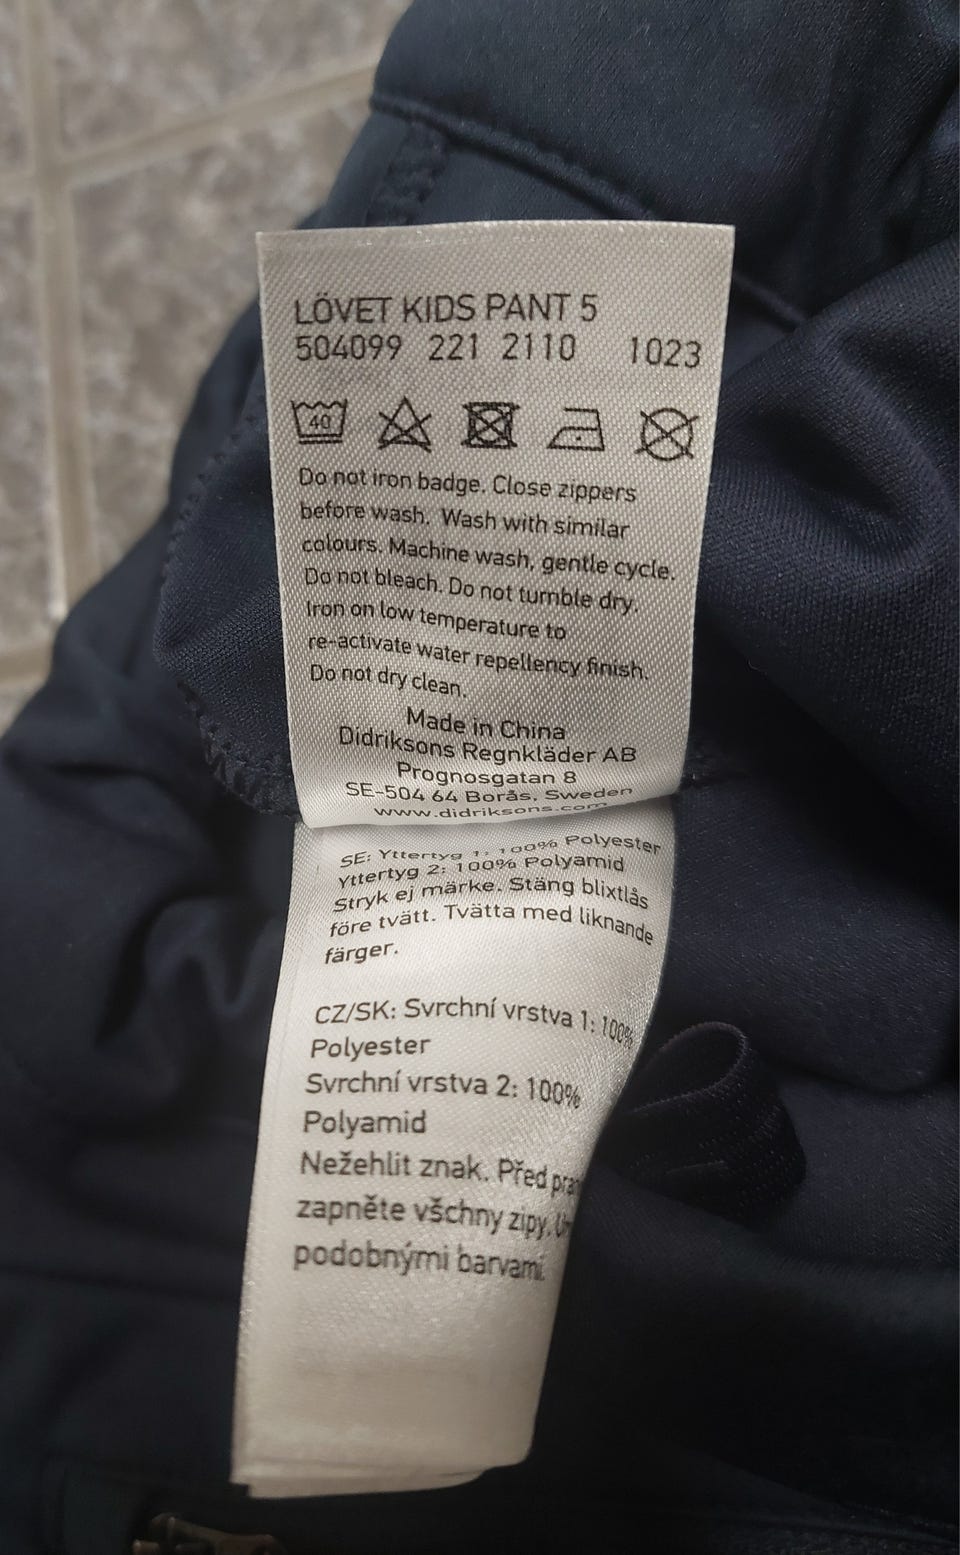 LÖVET KIDS PANT 5
504099 221 2110 1023
40
Do not iron badge. Close zippers
before wash. Wash with similar
colours. Machine wash, gentle cycle.
Do not bleach. Do not tumble dry.
Iron on low temperature to
re-activate water repellency finish.
Do not dry clean.
Made in China
Didriksons Regnkläder AB
Prognosgatan 8
SE-504 64 Borås, Sweden
www.didriksons.com
SE: Yttertyg 1: 100% Polyester
Yttertyg 2: 100% Polyamid
Stryk ej märke. Stäng blixtlås
före tvätt. Tvätta med liknande
färger.
CZ/SK: Svrchní vrstva 1: 100%
Polyester
Svrchní vrstva 2: 100%
Polyamid
Nežehlit znak. Před
zapněte všchny zipy.
podobnými barvami.